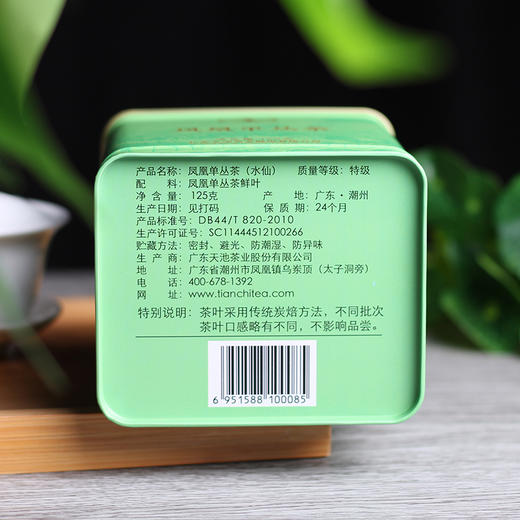 凤凰单丛茶
产品名称：凤凰单丛茶（水仙） 质量等级：特级
配 料：凤凰单丛茶鲜叶
净 含 量：125克 产 地：广东·潮州
生产日期：见打码 保 质 期：24个月
产品标准号：DB44/T 820-2010
生产许可证号：SC11444512100266
贮藏方法：密封、避光、防潮湿、防异味
生 产 商：广东天池茶业股份有限公司
地 址：广东省潮州市凤凰镇乌岽顶（太子洞旁）
电 话：400-678-1392
网 址：www.tianchitea.com
特别说明：茶叶采用传统炭焙方法，不同批次
茶叶口感略有不同，不影响品尝。
6 951588 100085